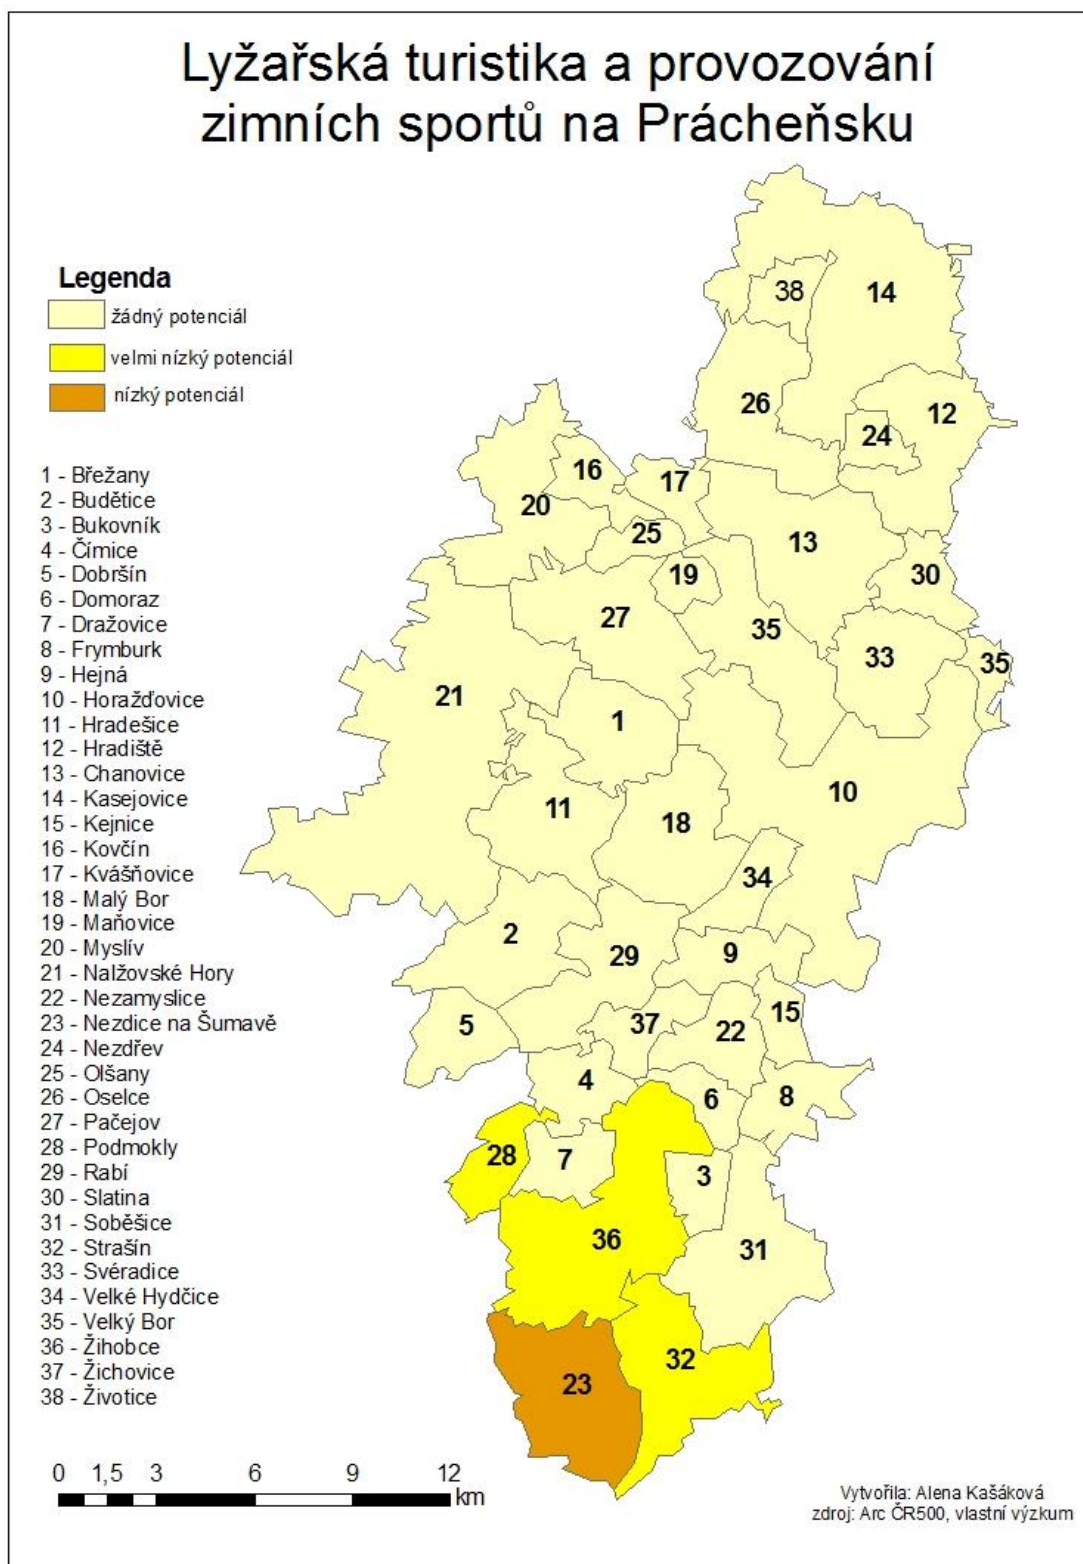 Lyžařská turistika a provozování
zimních sportů na Prácheňsku
Legenda
žádný potenciál
velmi nízký potenciál
nízký potenciál
1 - Břežany
2 - Budětice
3 - Bukovník
4 - Čímice
5 - Dobršín
6 - Domoraz
7 - Dražovice
8 - Frymburk
9 - Hejná
10 - Horažďovice
11 - Hradešice
12 - Hradiště
13 - Chanovice
14 - Kasejovice
15 - Kejnice
16 - Kovčín
17 - Kvášňovice
18 - Malý Bor
19 - Maňovice
20 - Myslív
21 - Nalžovské Hory
22 - Nezamyslice
23 - Nezdice na Šumavě
24 - Nezdřev
25 - Olšany
26 - Oselce
27 - Pačejov
28 - Podmokly
29 - Rabí
30 - Slatina
31 - Soběšice
32 - Strašín
33 - Svéradice
34 - Velké Hydčice
35 - Velký Bor
36 - Žihobce
37 - Žichovice
38 - Životice
38
14
26
12
24
16
17
20
25
13
19
30
27
35
33
35
21
1
10
11
18
34
2
29
9
5
37
22
15
4
6
8
28
7
3
36
31
32
23
0 1,5 3 6 9 12
km
Vytvořila: Alena Kašáková
zdroj: Arc ČR500, vlastní výzkum